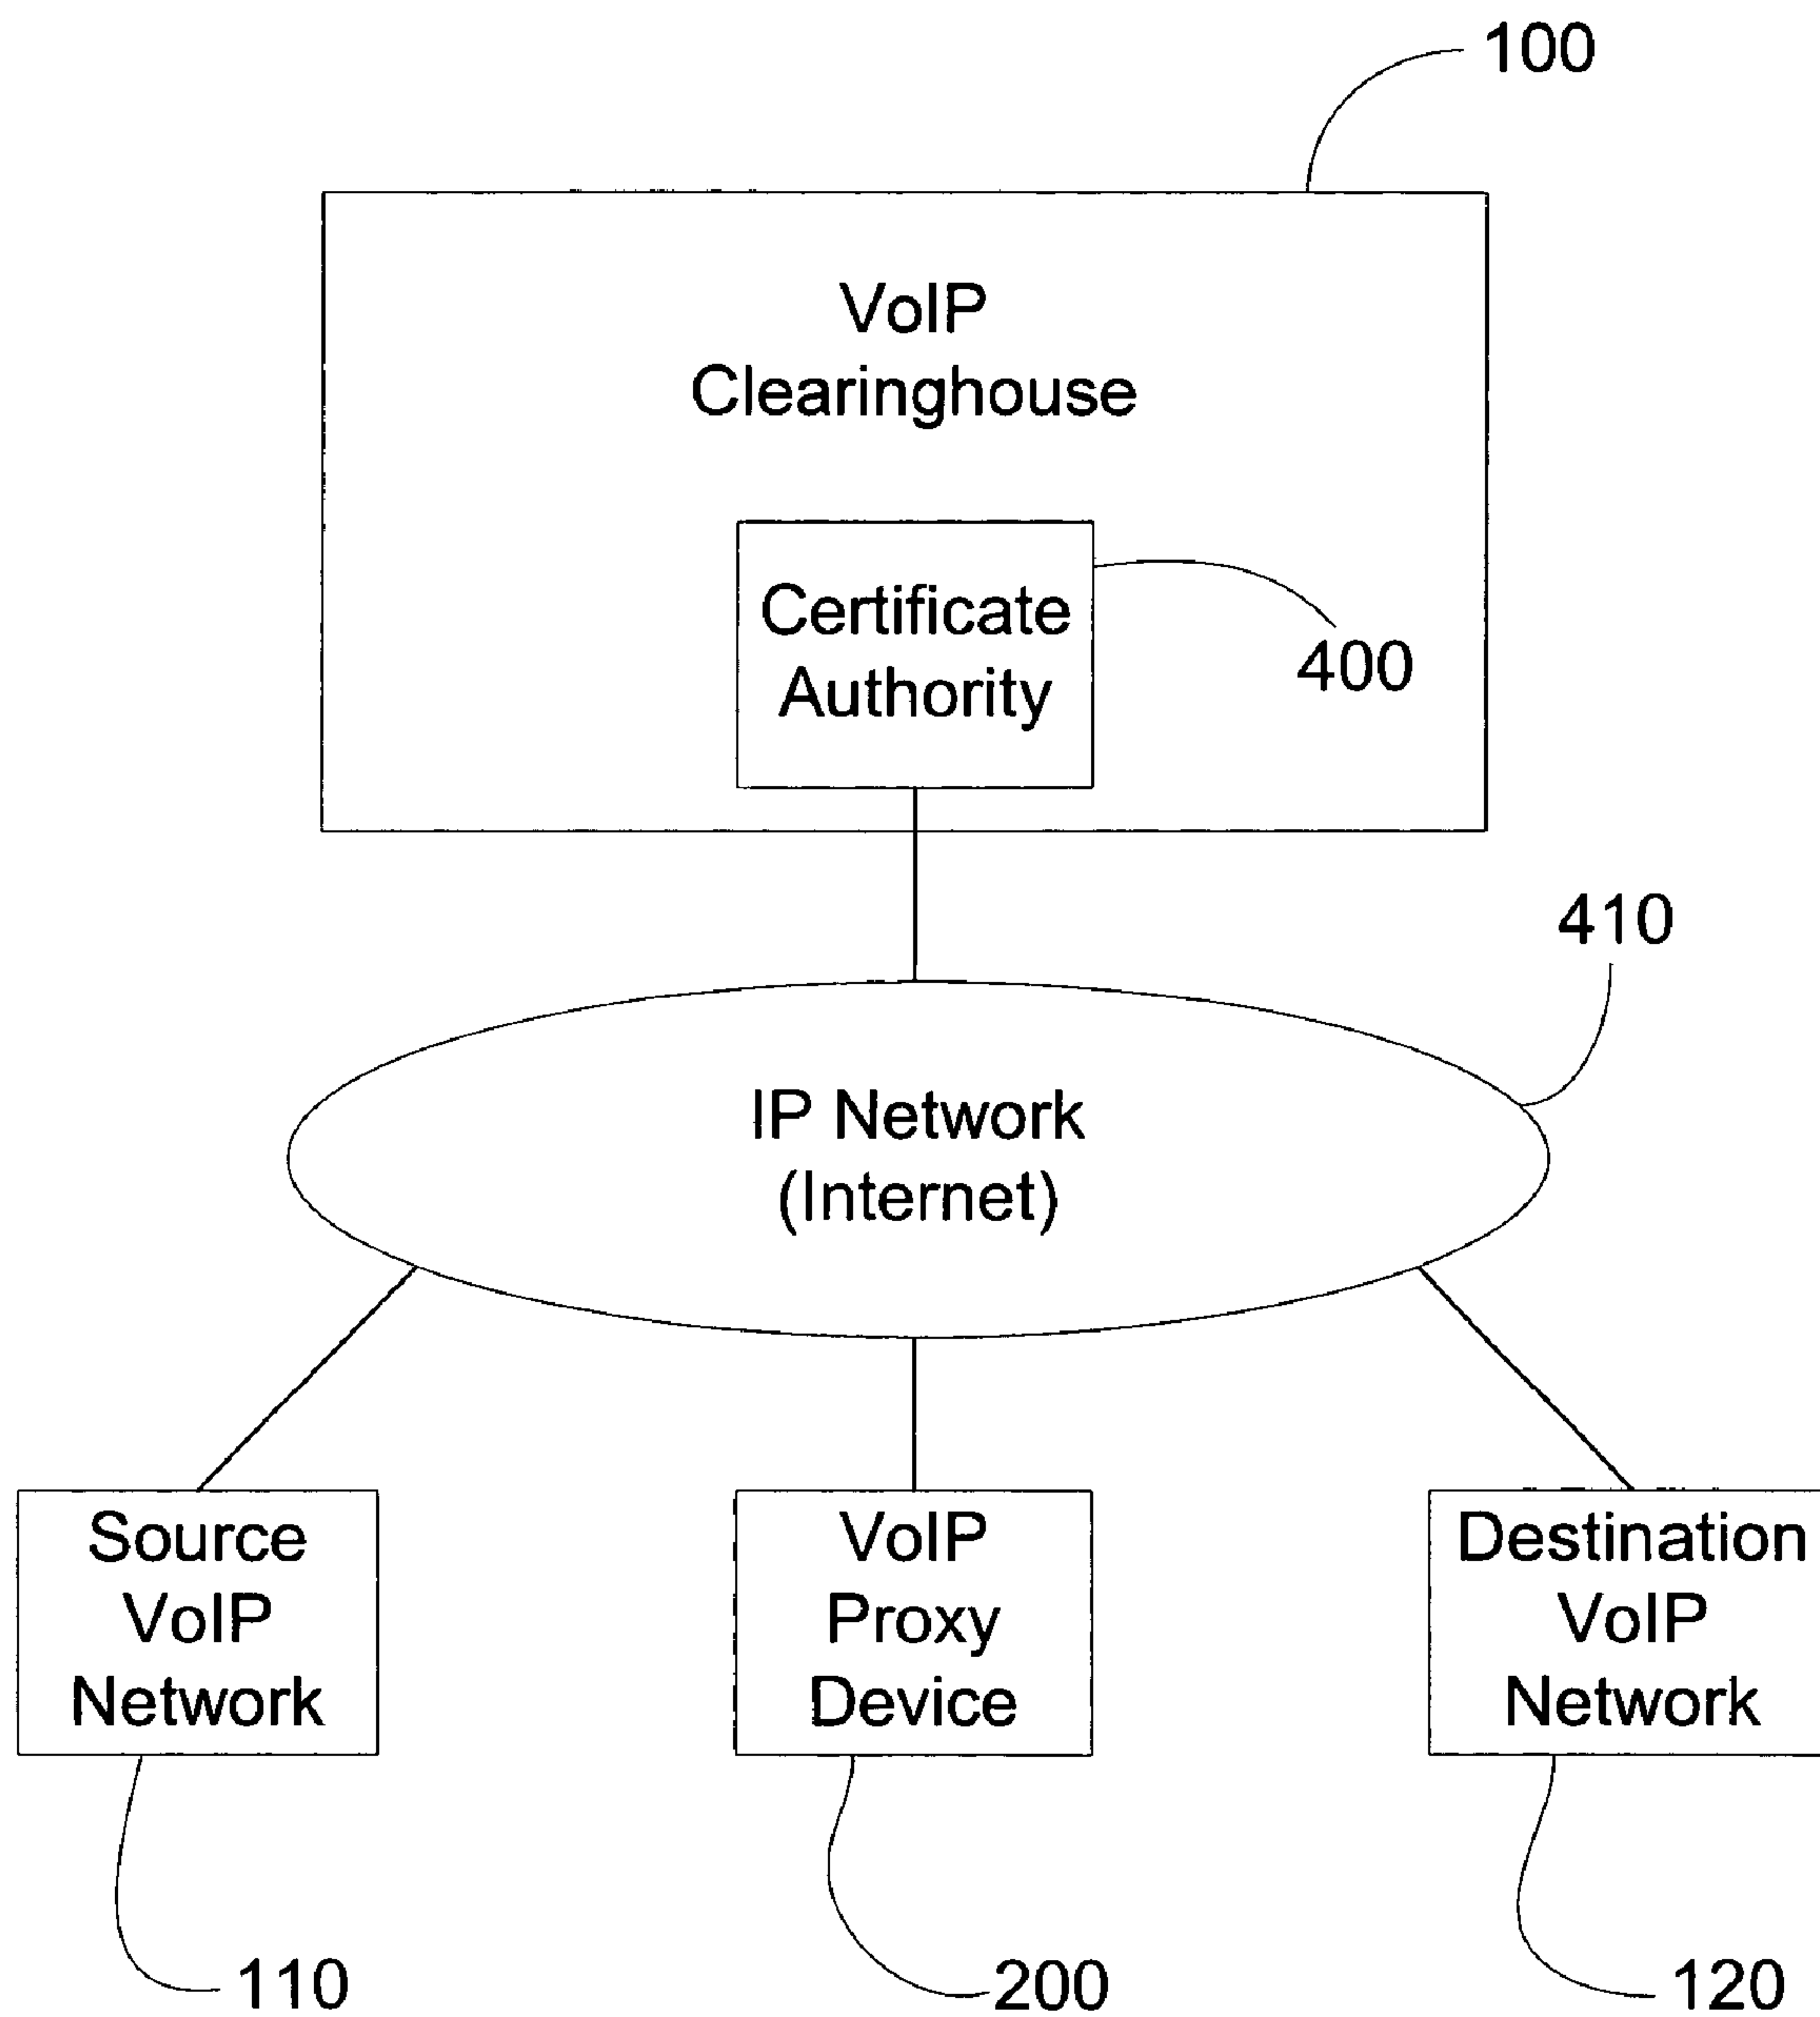 100
VoIP
Clearinghouse
Certificate
Authority
400
410
IP Network
(Internet)
Source
VoIP
Network
VoIP
Proxy
Device
Destination
VoIP
Network
110
200
120